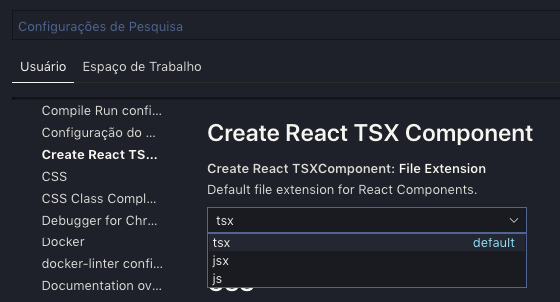 Configurações de Pesquisa
Usuário Espaço de Trabalho
Compile Run confi...
Configuração do ...
Create React TS...
CSS
CSS Class Compl...
Debugger for Chr...
Docker
docker-linter confi...
Documentation ov...
Create React TSX Component
Create React TSXComponent: File Extension
Default file extension for React Components.
tsx
tsx default
jsx
js